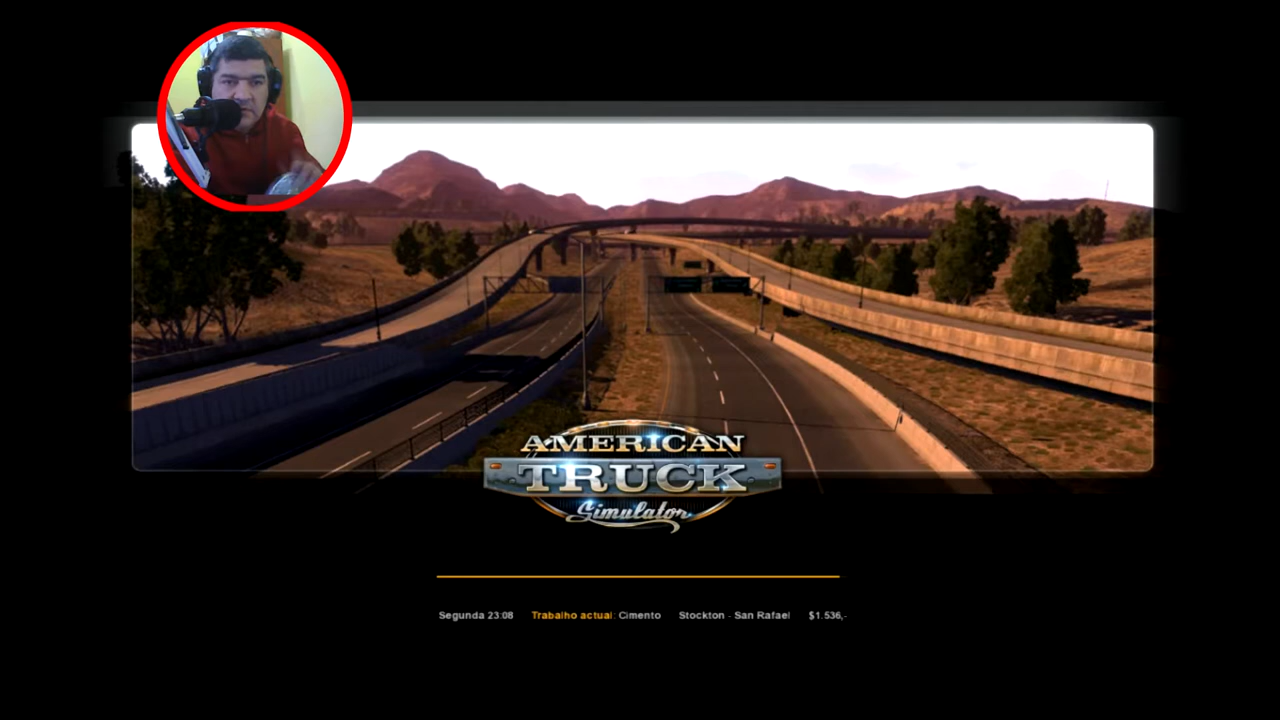 AMERICAN
TRUCK
Simulator
Segunda 23:08 Trabalho actual: Cimento Stockton - San Rafael $1.536,-